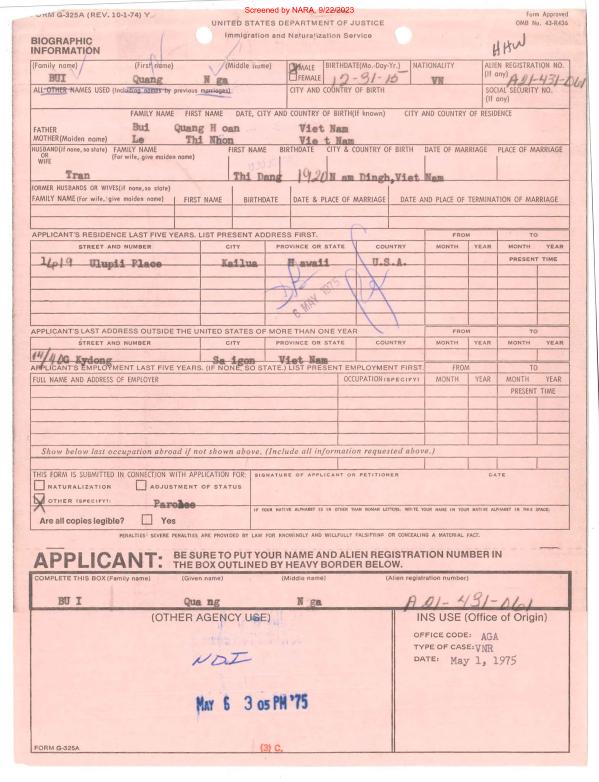 Screened by NARA, 9/22/2023
FORM G-325A (REV. 10-1-74) Y
Form Approved
OMB No. 43-R436
UNITED STATES DEPARTMENT OF JUSTICE
Immigration and Naturalization Service
BIOGRAPHIC
INFORMATION
HHW
(Family name) (First name) (Middle name) MALE FEMALE BIRTHDATE(Mo.-Day-Yr.) NATIONALITY ALIEN REGISTRATION NO. (If any)
BUI Quang N ga 12-31-15 VN A21-431-061
ALL OTHER NAMES USED (Including names by previous marriages) CITY AND COUNTRY OF BIRTH SOCIAL SECURITY NO. (If any)
FAMILY NAME FIRST NAME DATE, CITY AND COUNTRY OF BIRTH(If known) CITY AND COUNTRY OF RESIDENCE
FATHER Bui Quang H oan Viet Nam
MOTHER(Maiden name) Le Thi Nhon Vie t Nam
HUSBAND(If none, so state) OR WIFE FAMILY NAME (For wife, give maiden name) FIRST NAME BIRTHDATE CITY & COUNTRY OF BIRTH DATE OF MARRIAGE PLACE OF MARRIAGE
Tran Thi Dang 1920 N am Dingh,Viet Nam
FORMER HUSBANDS OR WIVES(if none,so state)
FAMILY NAME (For wife, give maiden name) FIRST NAME BIRTHDATE DATE & PLACE OF MARRIAGE DATE AND PLACE OF TERMINATION OF MARRIAGE
APPLICANT'S RESIDENCE LAST FIVE YEARS. LIST PRESENT ADDRESS FIRST. FROM TO
STREET AND NUMBER CITY PROVINCE OR STATE COUNTRY MONTH YEAR MONTH YEAR
1419 Ulupii Place Kailua H awaii U.S.A. PRESENT TIME
6 MAY 1975
APPLICANT'S LAST ADDRESS OUTSIDE THE UNITED STATES OF MORE THAN ONE YEAR FROM TO
STREET AND NUMBER CITY PROVINCE OR STATE COUNTRY MONTH YEAR MONTH YEAR
DG Kydong Sa igon Viet Nam
APPLICANT'S EMPLOYMENT LAST FIVE YEARS. (IF NONE, SO STATE.) LIST PRESENT EMPLOYMENT FIRST. FROM TO
FULL NAME AND ADDRESS OF EMPLOYER OCCUPATION(SPECIFY) MONTH YEAR MONTH YEAR
PRESENT TIME
Show below last occupation abroad if not shown above. (Include all information requested above.)
THIS FORM IS SUBMITTED IN CONNECTION WITH APPLICATION FOR: SIGNATURE OF APPLICANT OR PETITIONER DATE
NATURALIZATION ADJUSTMENT OF STATUS
OTHER (SPECIFY): Parolee
IF YOUR NATIVE ALPHABET IS IN OTHER THAN ROMAN LETTERS, WRITE YOUR NAME IN YOUR NATIVE ALPHABET IN THIS SPACE:
Are all copies legible? Yes
PENALTIES: SEVERE PENALTIES ARE PROVIDED BY LAW FOR KNOWINGLY AND WILLFULLY FALSIFYING OR CONCEALING A MATERIAL FACT.
APPLICANT: BE SURE TO PUT YOUR NAME AND ALIEN REGISTRATION NUMBER IN
THE BOX OUTLINED BY HEAVY BORDER BELOW.
COMPLETE THIS BOX (Family name) (Given name) (Middle name) (Alien registration number)
BU I Qua ng N ga A 21-431-061
(OTHER AGENCY USE) INS USE (Office of Origin)
NDI
MAY 6 3 05 PM '75
OFFICE CODE: AGA
TYPE OF CASE: VNR
DATE: May 1, 1975
FORM G-325A (3) C.